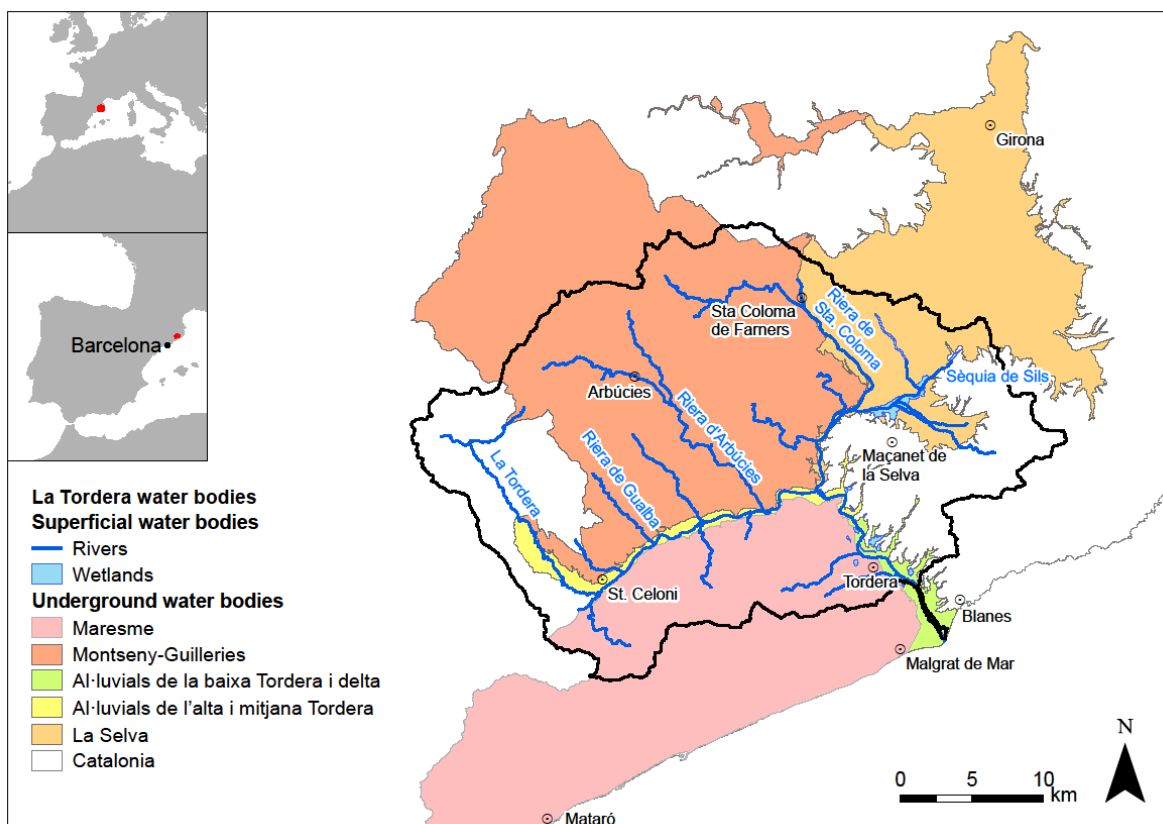 Barcelona
La Tordera water bodies
Superficial water bodies
Rivers
Wetlands
Underground water bodies
Maresme
Montseny-Guilleries
Al·luvials de la baixa Tordera i delta
Al·luvials de l'alta i mitjana Tordera
La Selva
Catalonia
Girona
Sta Coloma
de Farners
Riera de
Sta. Coloma
Sèquia de Sils
Arbúcies
Riera d'Arbúcies
Maçanet de
la Selva
Riera de Gualba
La Tordera
St. Celoni
Tordera
Blanes
Malgrat de Mar
Mataró
N
0 5 10
km